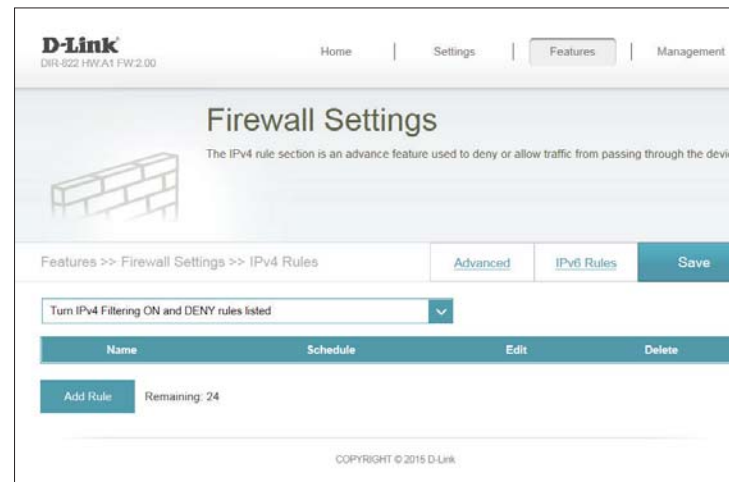 D-Link
DIR-822 HW:A1 FW:2.00
Home | Settings | Features | Management
Firewall Settings
The IPv4 rule section is an advance feature used to deny or allow traffic from passing through the devi
Features >> Firewall Settings >> IPv4 Rules
Advanced
IPv6 Rules
Save
Turn IPv4 Filtering ON and DENY rules listed
Name Schedule Edit Delete
Add Rule
Remaining: 24
COPYRIGHT © 2015 D-Link